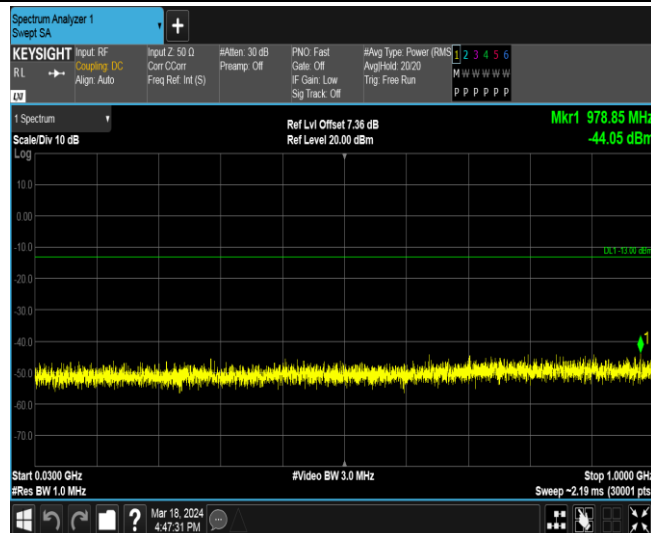 Spectrum Analyzer 1
Swept SA
+
KEYSIGHT
RL
LXI
Input: RF
Coupling: DC
Align: Auto
Input Z: 50 Ω
Corr CCorr
Freq Ref: Int (S)
#Atten: 30 dB
Preamp: Off
PNO: Fast
Gate: Off
IF Gain: Low
Sig Track: Off
#Avg Type: Power (RMS
Avg|Hold: 20/20
Trig: Free Run
1 2 3 4 5 6
M W W W W W
P P P P P P
1 Spectrum
Scale/Div 10 dB
Ref Lvl Offset 7.36 dB
Ref Level 20.00 dBm
Mkr1 978.85 MHz
-44.05 dBm
Log
10.0
0.00
-10.0
DL1 -13.00 dBm
-20.0
-30.0
-40.0
1
-50.0
-60.0
-70.0
Start 0.0300 GHz
#Res BW 1.0 MHz
#Video BW 3.0 MHz
Stop 1.0000 GHz
Sweep ~2.19 ms (30001 pts
?
Mar 18, 2024
4:47:31 PM